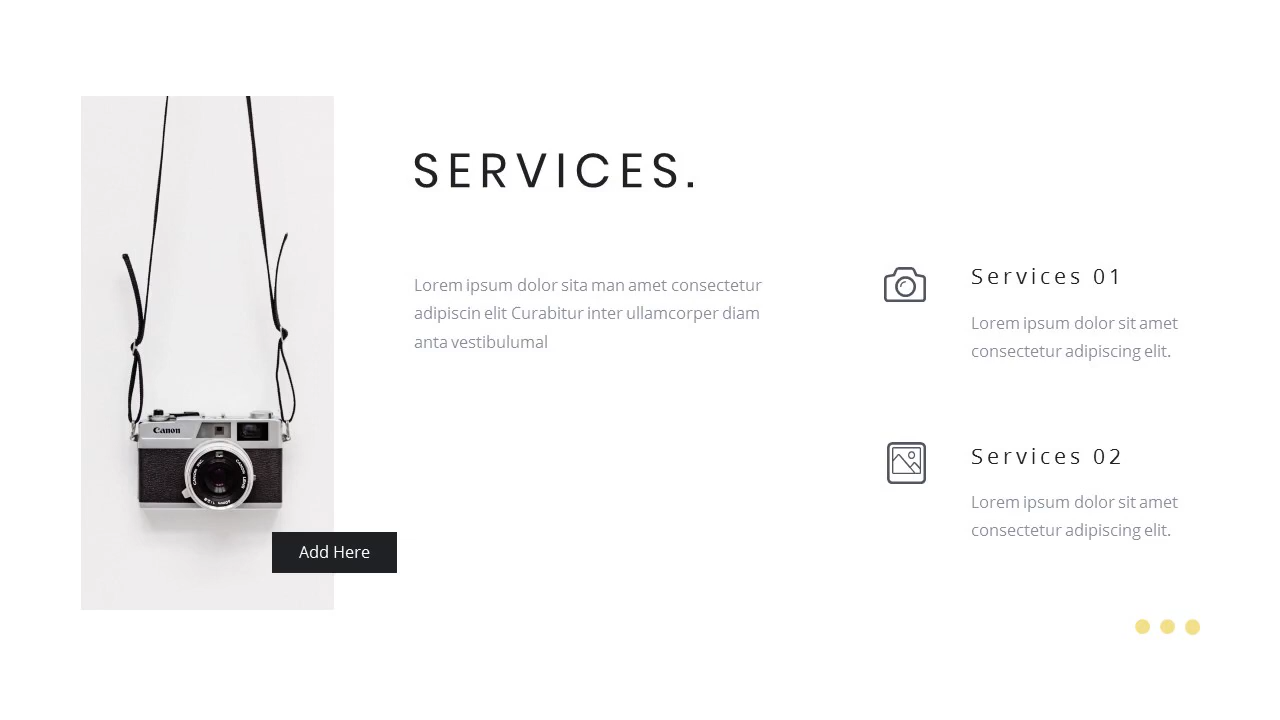 SERVICES.
Lorem ipsum dolor sita man amet consectetur
adipiscin elit Curabitur inter ullamcorper diam
anta vestibulumal
Services 01
Lorem ipsum dolor sit amet
consectetur adipiscing elit.
Services 02
Lorem ipsum dolor sit amet
consectetur adipiscing elit.
Canon
Add Here